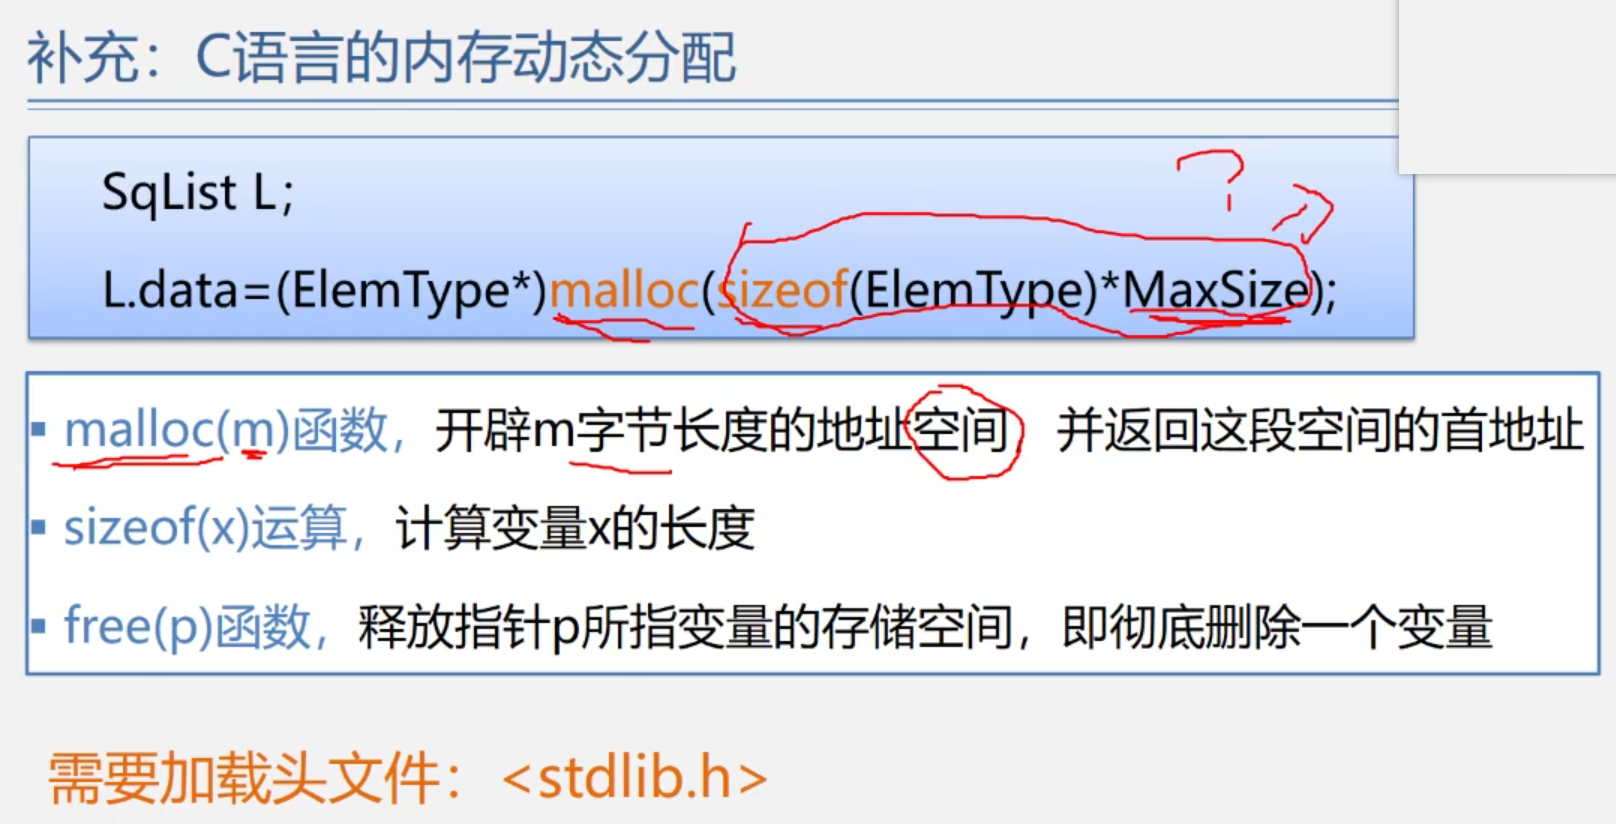 补充：C语言的内存动态分配
SqList L;
L.data=(ElemType*)malloc(sizeof(ElemType)*MaxSize);
?
malloc(m)函数，开辟m字节长度的地址空间，并返回这段空间的首地址
sizeof(x)运算，计算变量x的长度
free(p)函数，释放指针p所指变量的存储空间，即彻底删除一个变量
需要加载头文件：<stdlib.h>